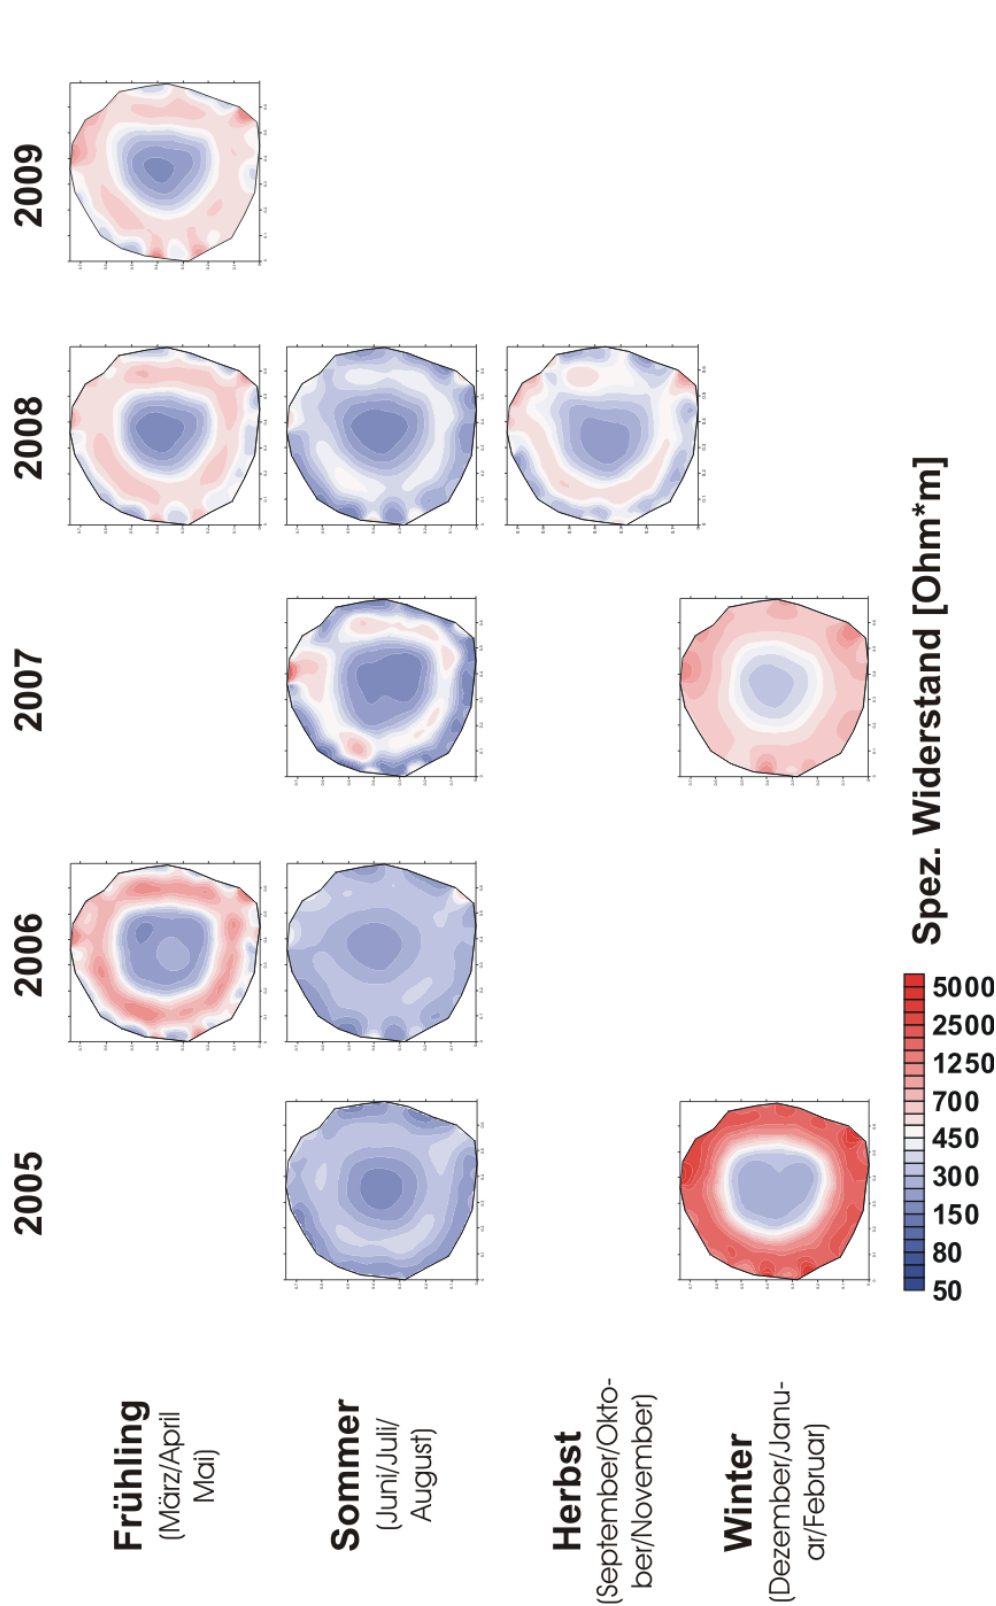 2005 2006 2007 2008 2009
Frühling
(März/April
Mai)
Sommer
(Juni/Juli/
August)
Herbst
(September/Okto-
ber/November)
Winter
(Dezember/Janu-
ar/Februar)
50 80 150 300 450 700 1250 2500 5000
Spez. Widerstand [Ohm*m]